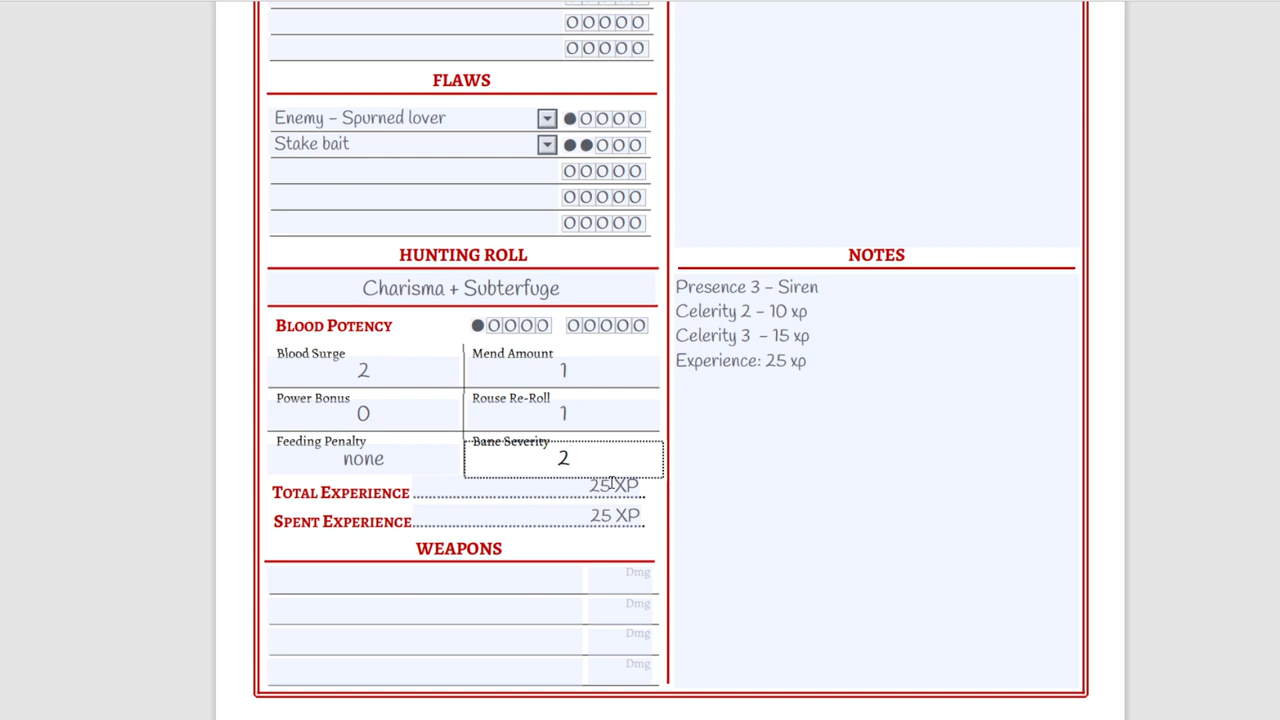 FLAWS
Enemy - Spurned lover
Stake bait
HUNTING ROLL
Charisma + Subterfuge
BLOOD POTENCY
Blood Surge
2
Mend Amount
1
Power Bonus
0
Rouse Re-Roll
1
Feeding Penalty
none
Bane Severity
2
TOTAL EXPERIENCE 25 XP
SPENT EXPERIENCE 25 XP
WEAPONS
Dmg
Dmg
Dmg
Dmg
NOTES
Presence 3 - Siren
Celerity 2 - 10 xp
Celerity 3 - 15 xp
Experience: 25 xp